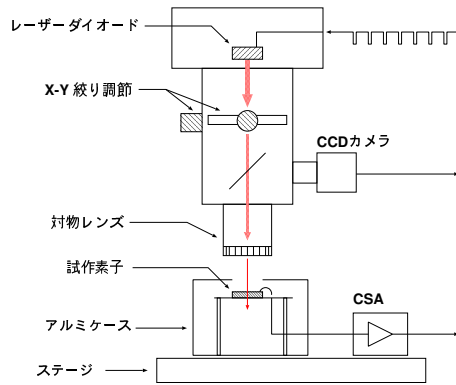 レーザーダイオード
X-Y 絞り調節
CCDカメラ
対物レンズ
試作素子
CSA
アルミケース
ステージ